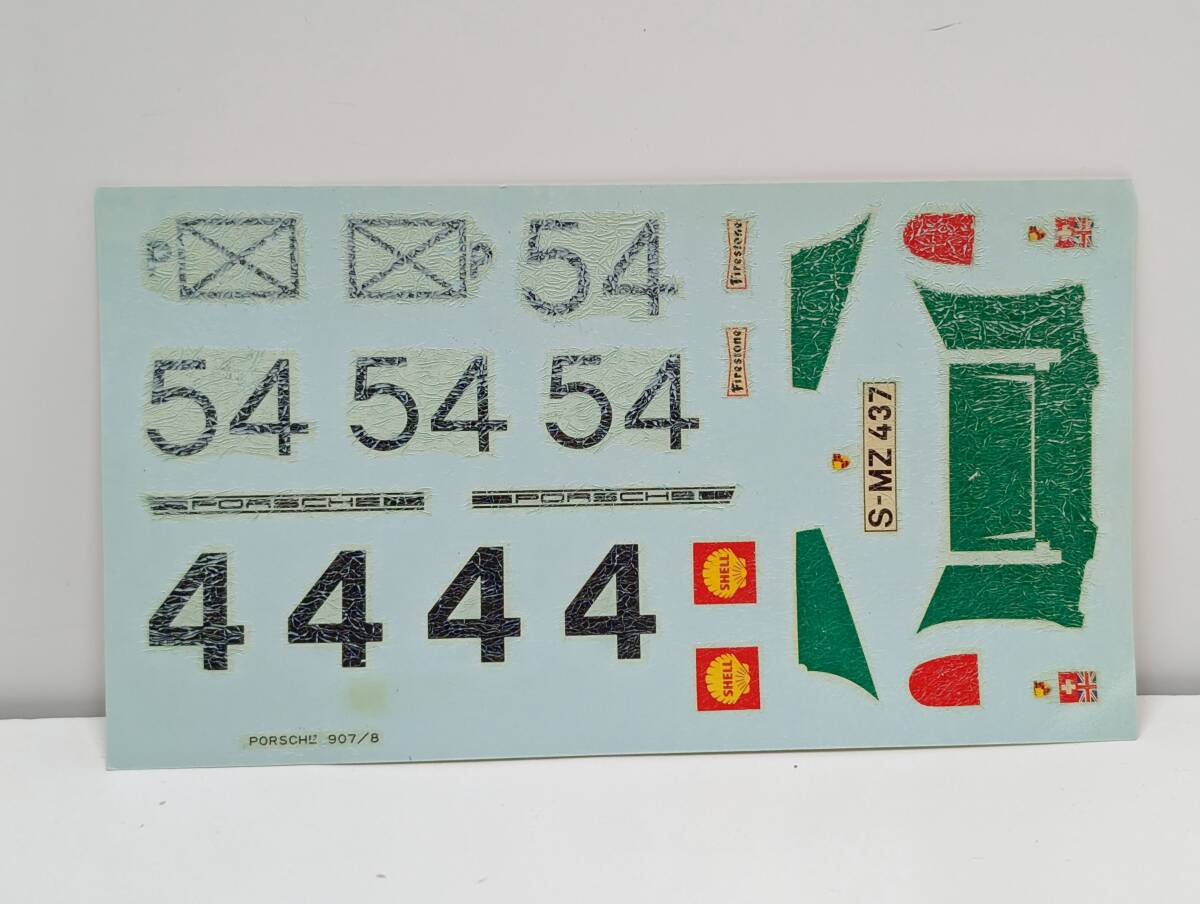 54
Firestone
54
54
54
Firestone
S-MZ 437
PORSCHE
PORSCHE
4
4
4
4
SHELL
SHELL
PORSCHE 907/8